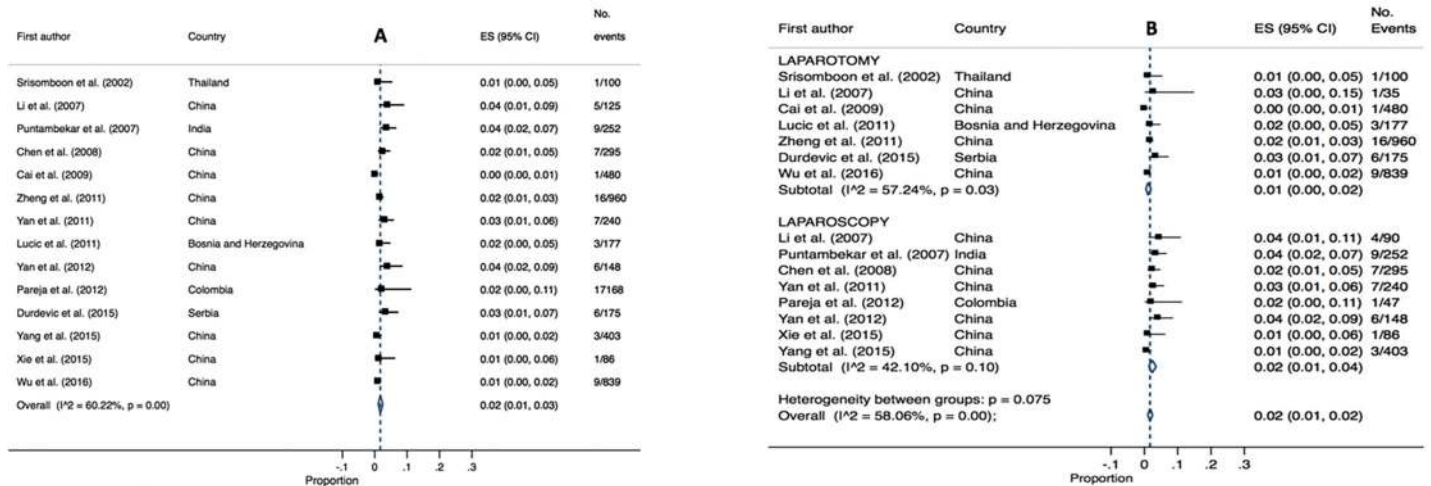 No.
First author Country A ES (95% CI) events
Srisomboon et al. (2002) Thailand 0.01 (0.00, 0.05) 1/100
Li et al. (2007) China 0.04 (0.01, 0.09) 5/125
Puntambekar et al. (2007) India 0.04 (0.02, 0.07) 9/252
Chen et al. (2008) China 0.02 (0.01, 0.05) 7/295
Cai et al. (2009) China 0.00 (0.00, 0.01) 1/480
Zheng et al. (2011) China 0.02 (0.01, 0.03) 16/960
Yan et al. (2011) China 0.03 (0.01, 0.06) 7/240
Lucic et al. (2011) Bosnia and Herzegovina 0.02 (0.00, 0.05) 3/177
Yan et al. (2012) China 0.04 (0.02, 0.09) 6/148
Pareja et al. (2012) Colombia 0.02 (0.00, 0.11) 17168
Durdevic et al. (2015) Serbia 0.03 (0.01, 0.07) 6/175
Yang et al. (2015) China 0.01 (0.00, 0.02) 3/403
Xie et al. (2015) China 0.01 (0.00, 0.06) 1/86
Wu et al. (2016) China 0.01 (0.00, 0.02) 9/839
Overall (I^2 = 60.22%, p = 0.00) 0.02 (0.01, 0.03)
-.1 0 .1 .2 .3
Proportion
No.
First author Country B ES (95% CI) Events
LAPAROTOMY
Srisomboon et al. (2002) Thailand 0.01 (0.00, 0.05) 1/100
Li et al. (2007) China 0.03 (0.00, 0.15) 1/35
Cai et al. (2009) China 0.00 (0.00, 0.01) 1/480
Lucic et al. (2011) Bosnia and Herzegovina 0.02 (0.00, 0.05) 3/177
Zheng et al. (2011) China 0.02 (0.01, 0.03) 16/960
Durdevic et al. (2015) Serbia 0.03 (0.01, 0.07) 6/175
Wu et al. (2016) China 0.01 (0.00, 0.02) 9/839
Subtotal (I^2 = 57.24%, p = 0.03) 0.01 (0.00, 0.02)
LAPAROSCOPY
Li et al. (2007) China 0.04 (0.01, 0.11) 4/90
Puntambekar et al. (2007) India 0.04 (0.02, 0.07) 9/252
Chen et al. (2008) China 0.02 (0.01, 0.05) 7/295
Yan et al. (2011) China 0.03 (0.01, 0.06) 7/240
Pareja et al. (2012) Colombia 0.02 (0.00, 0.11) 1/47
Yan et al. (2012) China 0.04 (0.02, 0.09) 6/148
Xie et al. (2015) China 0.01 (0.00, 0.06) 1/86
Yang et al. (2015) China 0.01 (0.00, 0.02) 3/403
Subtotal (I^2 = 42.10%, p = 0.10) 0.02 (0.01, 0.04)
Heterogeneity between groups: p = 0.075
Overall (I^2 = 58.06%, p = 0.00); 0.02 (0.01, 0.02)
-.1 0 .1 .2 .3
Proportion